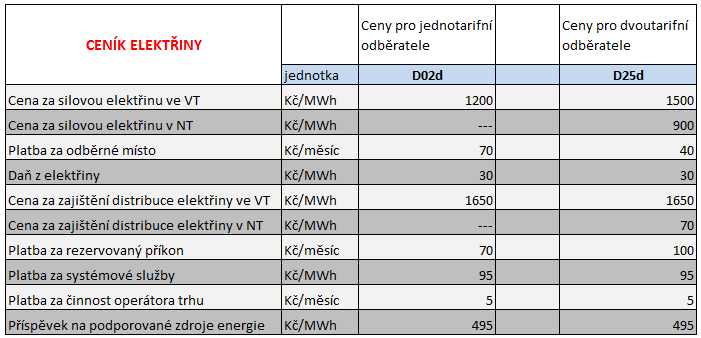 CENÍK ELEKTŘINY
Ceny pro jednotarifní
odběratele
Ceny pro dvoutarifní
odběratele
jednotka D02d D25d
Cena za silovou elektřinu ve VT Kč/MWh 1200 1500
Cena za silovou elektřinu v NT Kč/MWh --- 900
Platba za odběrné místo Kč/měsíc 70 40
Daň z elektřiny Kč/MWh 30 30
Cena za zajištění distribuce elektřiny ve VT Kč/MWh 1650 1650
Cena za zajištění distribuce elektřiny v NT Kč/MWh --- 70
Platba za rezervovaný příkon Kč/měsíc 70 100
Platba za systémové služby Kč/MWh 95 95
Platba za činnost operátora trhu Kč/měsíc 5 5
Příspěvek na podporované zdroje energie Kč/MWh 495 495